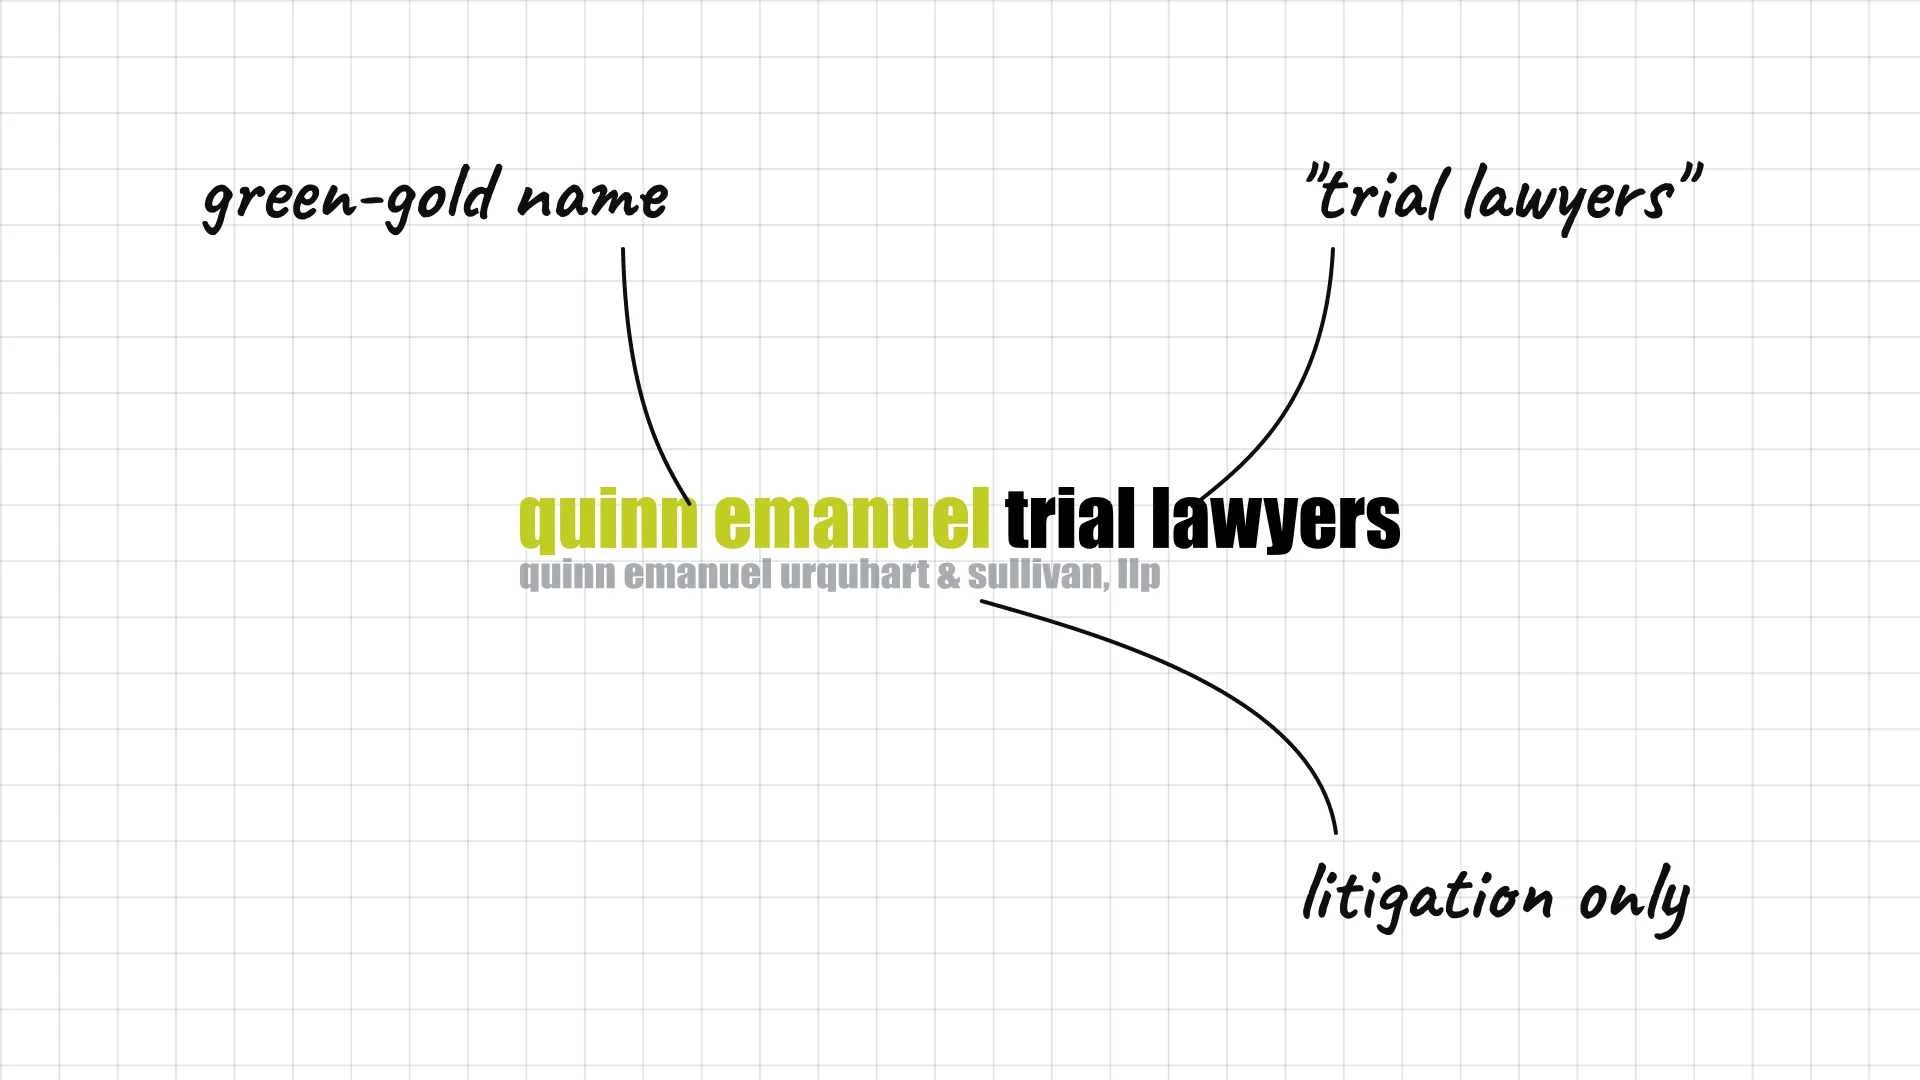 green-gold name
"trial lawyers"
quinn emanuel trial lawyers
quinn emanuel urquhart & sullivan, llp
litigation only